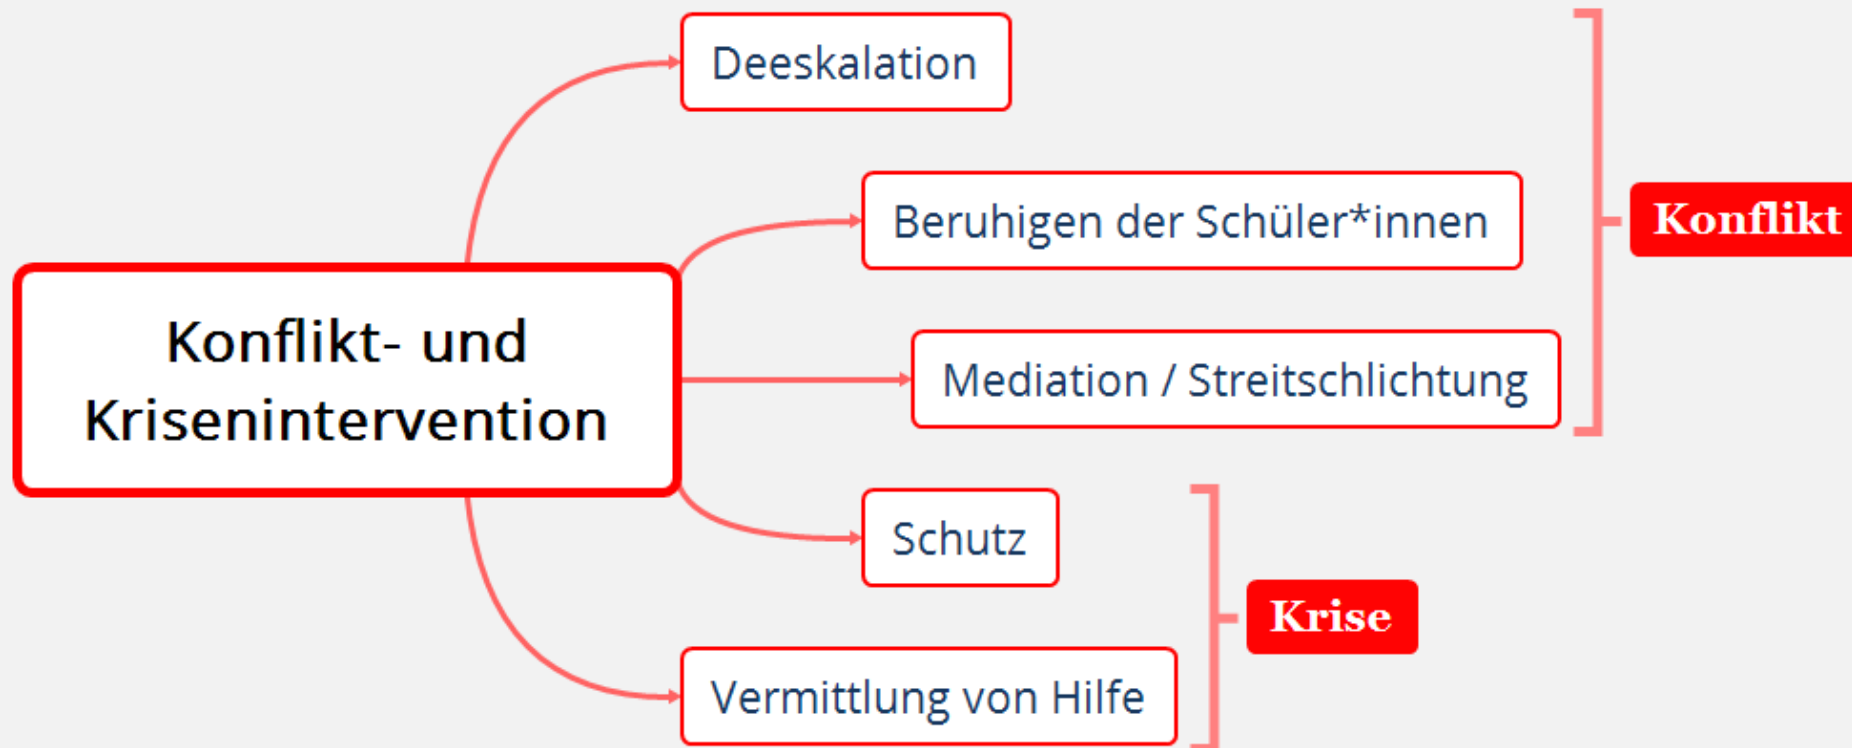 Deeskalation
Beruhigen der Schüler*innen
Konflikt
Konflikt- und
Krisenintervention
Mediation / Streitschlichtung
Schutz
Krise
Vermittlung von Hilfe